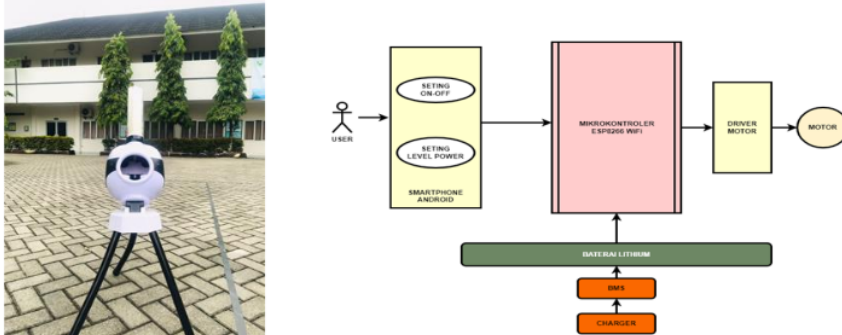 SETING
ON-OFF
USER
SETING
LEVEL POWER
SMARTPHONE
ANDROID
MIKROKONTROLER
ESP8266 WiFi
DRIVER
MOTOR
MOTOR
BATERAI LITHIUM
BMS
CHARGER